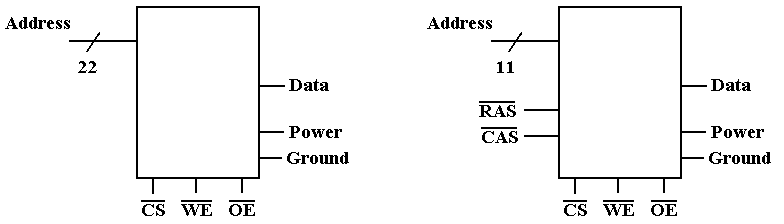 Address
22
Data
Power
Ground
CS WE OE
Address
11
Data
RAS
CAS
Power
Ground
CS WE OE